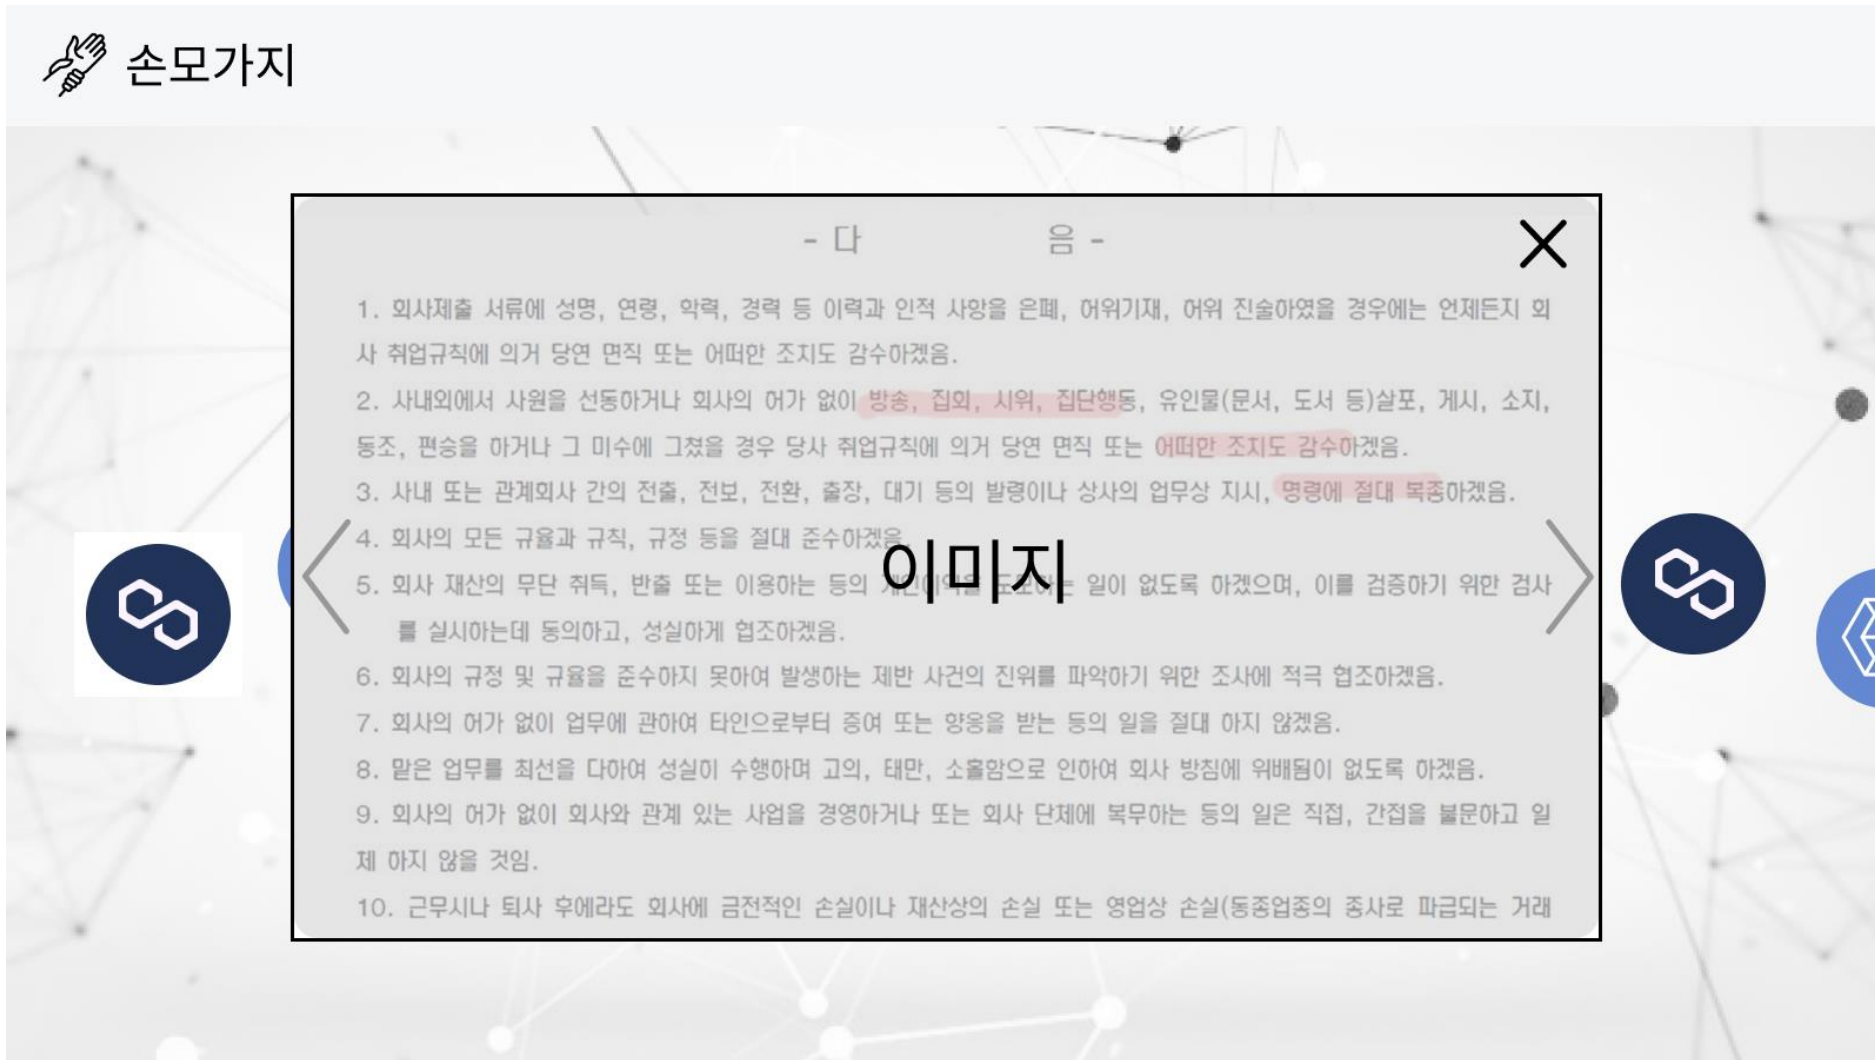 손모가지
- 다 음 -
1. 회사제출 서류에 성명, 연령, 학력, 경력 등 이력과 인적 사항을 은폐, 허위기재, 허위 진술하였을 경우에는 언제든지 회
사 취업규칙에 의거 당연 면직 또는 어떠한 조치도 감수하겠음.
2. 사내외에서 사원을 선동하거나 회사의 허가 없이 방송, 집회, 시위, 집단행동, 유인물(문서, 도서 등)살포, 게시, 소지,
동조, 편승을 하거나 그 미수에 그쳤을 경우 당사 취업규칙에 의거 당연 면직 또는 어떠한 조치도 감수하겠음.
3. 사내 또는 관계회사 간의 전출, 전보, 전환, 출장, 대기 등의 발령이나 상사의 업무상 지시, 명령에 절대 복종하겠음.
4. 회사의 모든 규율과 규칙, 규정 등을 절대 준수하겠음.
이미지
5. 회사 재산의 무단 취득, 반출 또는 이용하는 등의 일이 없도록 하겠으며, 이를 검증하기 위한 검사
를 실시하는데 동의하고, 성실하게 협조하겠음.
6. 회사의 규정 및 규율을 준수하지 못하여 발생하는 제반 사건의 진위를 파악하기 위한 조사에 적극 협조하겠음.
7. 회사의 허가 없이 업무에 관하여 타인으로부터 증여 또는 향응을 받는 등의 일을 절대 하지 않겠음.
8. 맡은 업무를 최선을 다하여 성실히 수행하며 고의, 태만, 소홀함으로 인하여 회사 방침에 위배됨이 없도록 하겠음.
9. 회사의 허가 없이 회사와 관계 있는 사업을 경영하거나 또는 회사 단체에 복무하는 등의 일은 직접, 간접을 불문하고 일
체 하지 않을 것임.
10. 근무시나 퇴사 후에라도 회사에 금전적인 손실이나 재산상의 손실 또는 영업상 손실(동종업종의 종사로 파급되는 거래